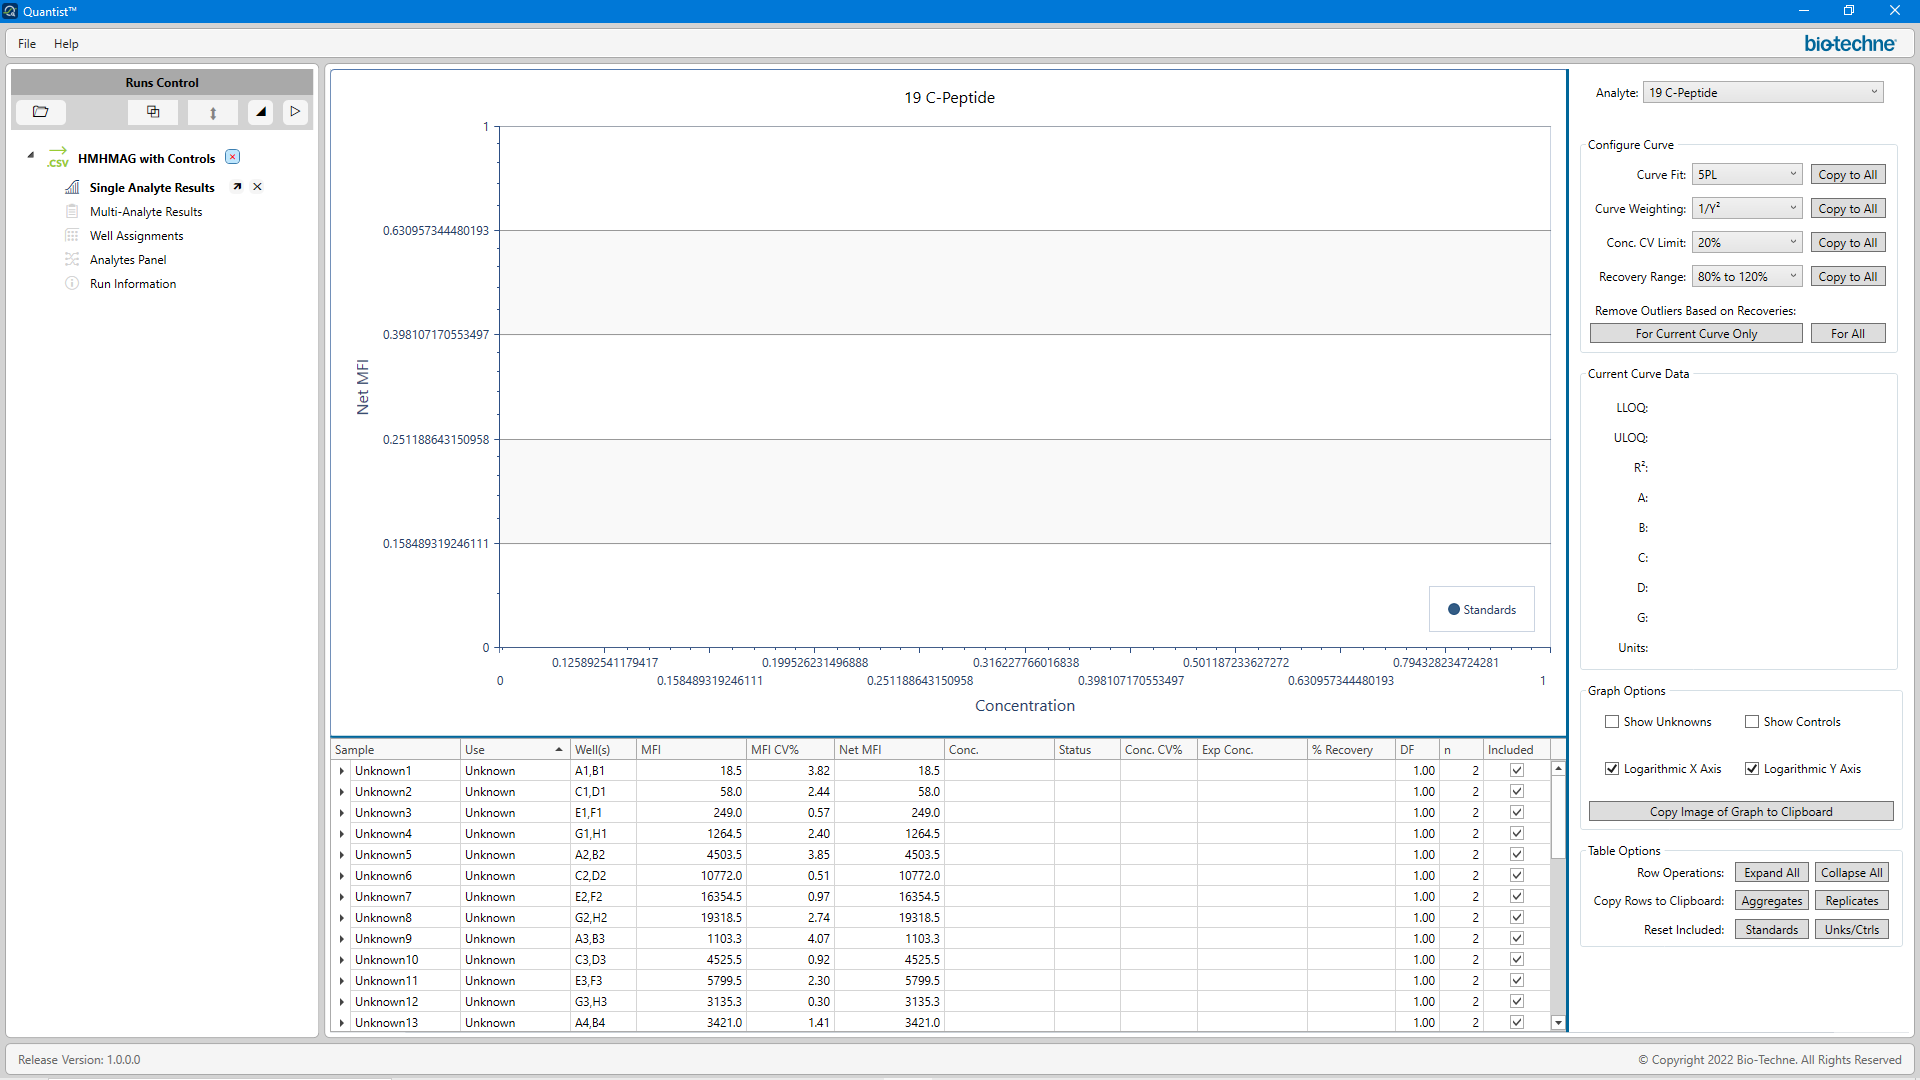 Quantist™
File Help
bio-techne
Runs Control
.csv HMHMAG with Controls
Single Analyte Results
Multi-Analyte Results
Well Assignments
Analytes Panel
Run Information
19 C-Peptide
Net MFI
1
0.630957344480193
0.398107170553497
0.251188643150958
0.158489319246111
0
Standards
0.125892541179417 0.199526231496888 0.316227766016838 0.501187233627272 0.794328234724281
0 0.158489319246111 0.251188643150958 0.398107170553497 0.630957344480193 1
Concentration
Sample Use Well(s) MFI MFI CV% Net MFI Conc. Status Conc. CV% Exp Conc. % Recovery DF n Included
Unknown1 Unknown A1,B1 18.5 3.82 18.5 1.00 2
Unknown2 Unknown C1,D1 58.0 2.44 58.0 1.00 2
Unknown3 Unknown E1,F1 249.0 0.57 249.0 1.00 2
Unknown4 Unknown G1,H1 1264.5 2.40 1264.5 1.00 2
Unknown5 Unknown A2,B2 4503.5 3.85 4503.5 1.00 2
Unknown6 Unknown C2,D2 10772.0 0.51 10772.0 1.00 2
Unknown7 Unknown E2,F2 16354.5 0.97 16354.5 1.00 2
Unknown8 Unknown G2,H2 19318.5 2.74 19318.5 1.00 2
Unknown9 Unknown A3,B3 1103.3 4.07 1103.3 1.00 2
Unknown10 Unknown C3,D3 4525.5 0.92 4525.5 1.00 2
Unknown11 Unknown E3,F3 5799.5 2.30 5799.5 1.00 2
Unknown12 Unknown G3,H3 3135.3 0.30 3135.3 1.00 2
Unknown13 Unknown A4,B4 3421.0 1.41 3421.0 1.00 2
Analyte: 19 C-Peptide
Configure Curve
Curve Fit: 5PL Copy to All
Curve Weighting: 1/Y² Copy to All
Conc. CV Limit: 20% Copy to All
Recovery Range: 80% to 120% Copy to All
Remove Outliers Based on Recoveries:
For Current Curve Only For All
Current Curve Data
LLOQ:
ULOQ:
R²:
A:
B:
C:
D:
G:
Units:
Graph Options
Show Unknowns Show Controls
Logarithmic X Axis Logarithmic Y Axis
Copy Image of Graph to Clipboard
Table Options
Row Operations: Expand All Collapse All
Copy Rows to Clipboard: Aggregates Replicates
Reset Included: Standards Unks/Ctrls
Release Version: 1.0.0.0
© Copyright 2022 Bio-Techne. All Rights Reserved